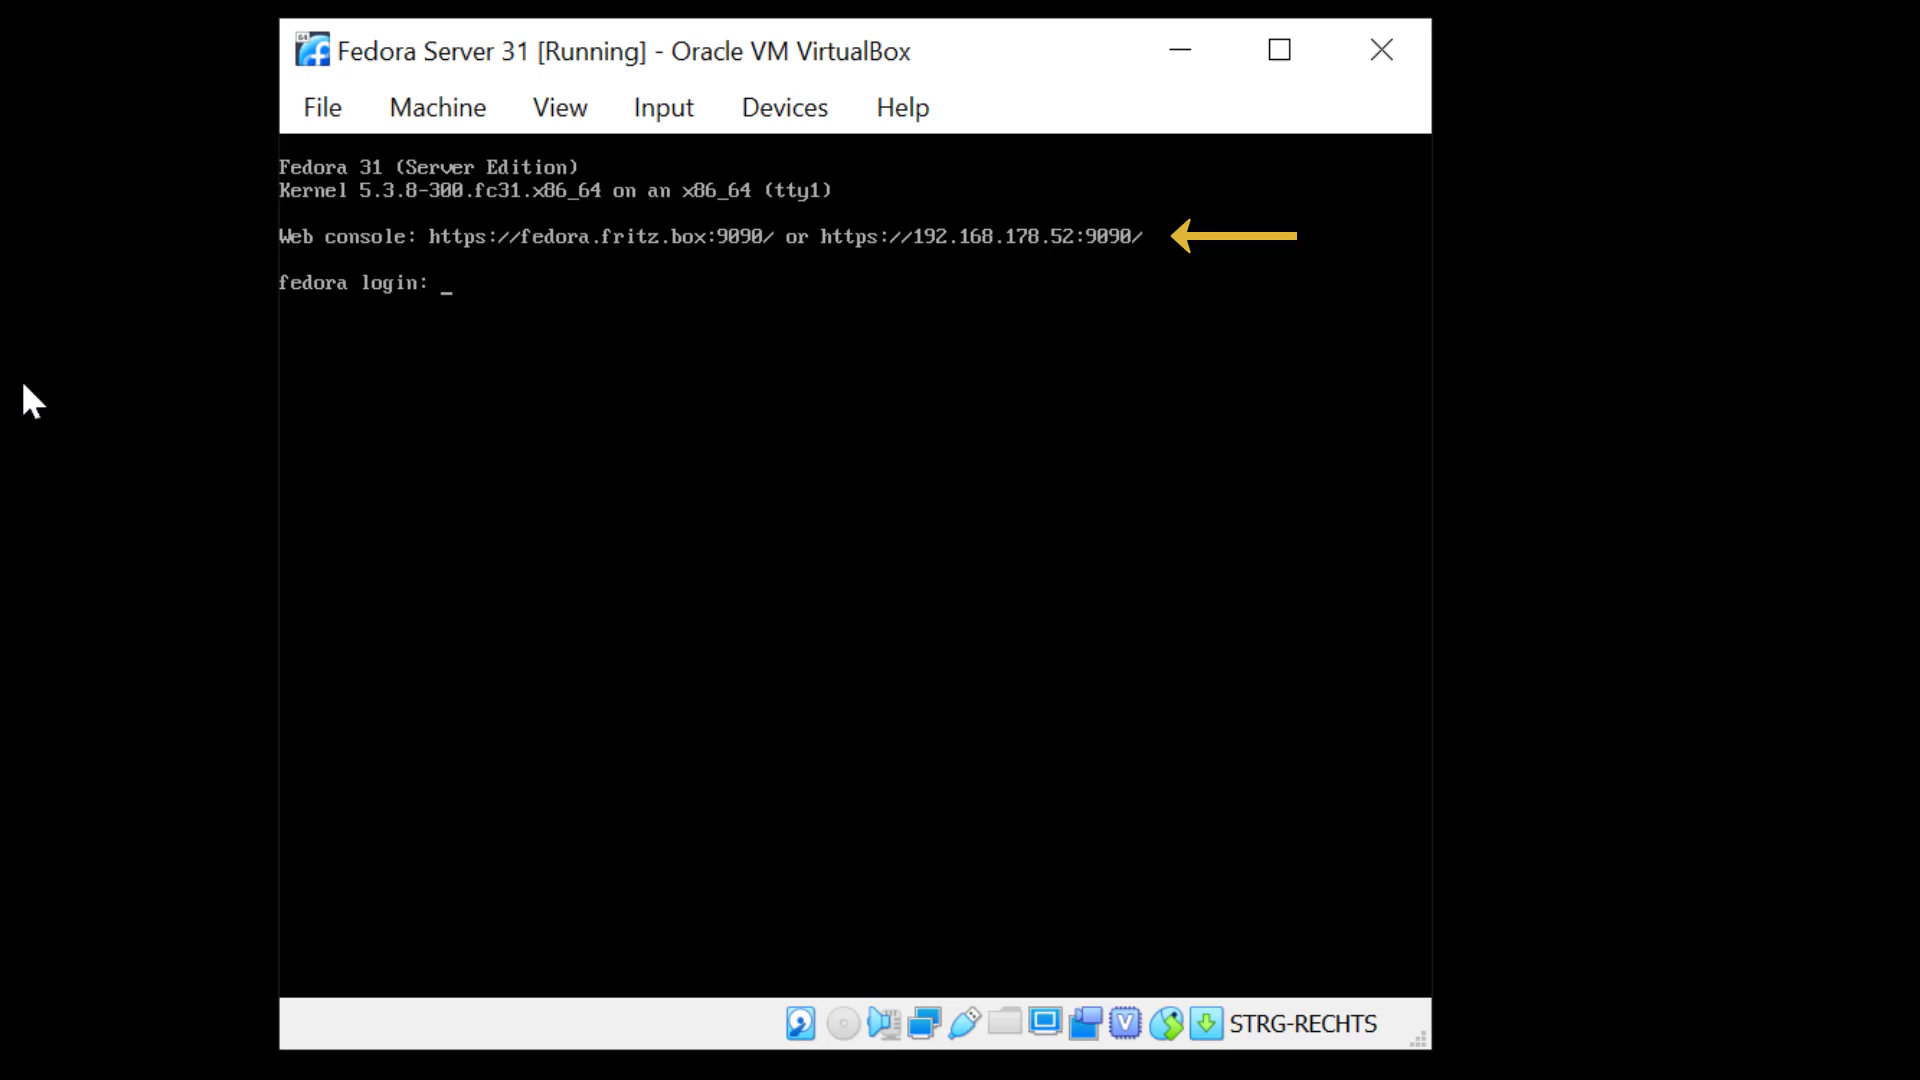 Fedora Server 31 [Running] - Oracle VM VirtualBox
File Machine View Input Devices Help
Fedora 31 (Server Edition)
Kernel 5.3.8-300.fc31.x86_64 on an x86_64 (tty1)
Web console: https://fedora.fritz.box:9090/ or https://192.168.178.52:9090/
fedora login: _
STRG-RECHTS